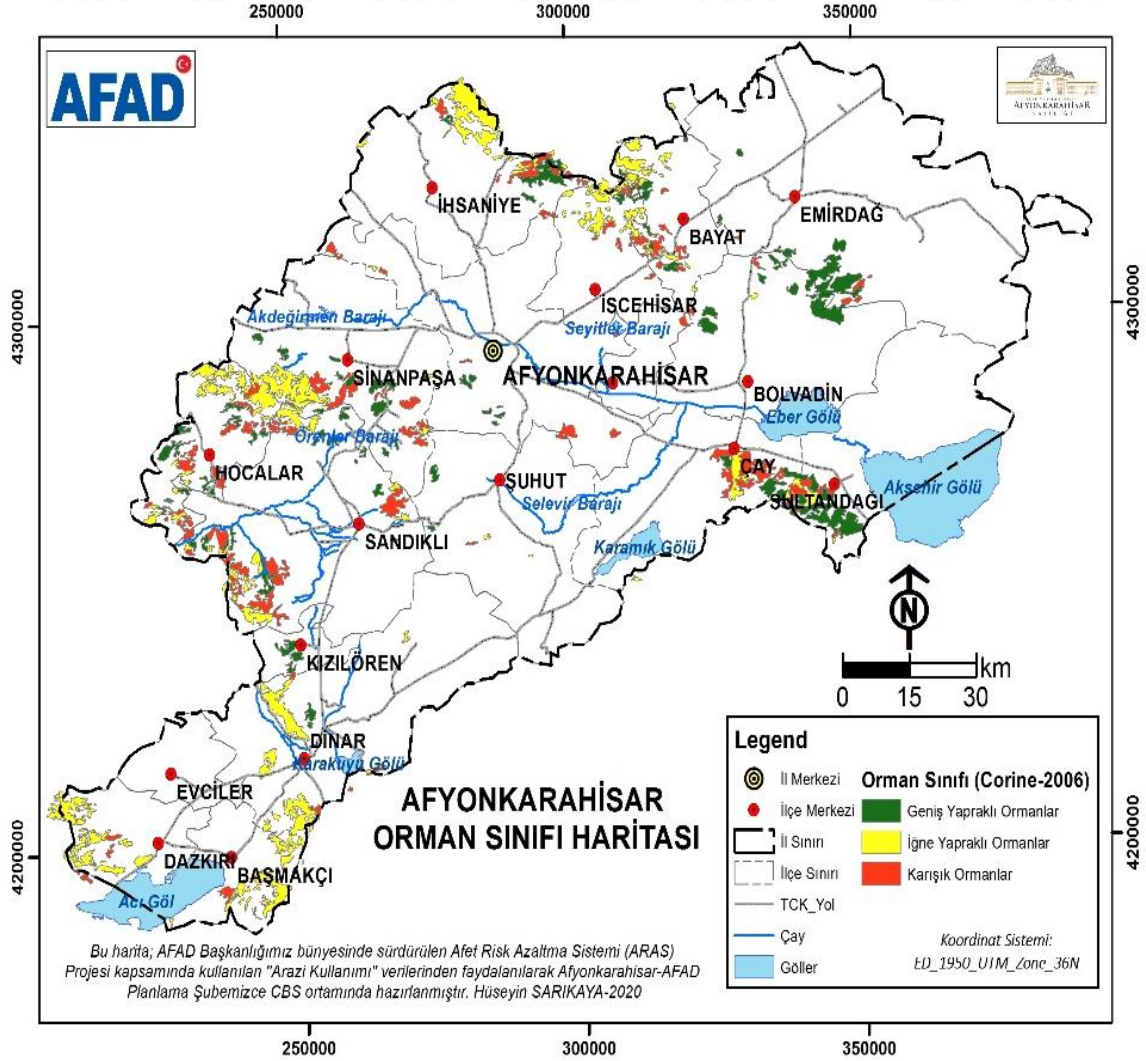 250000
300000
350000
AFAD
AFYONKARAHİSAR
İHSANİYE
EMİRDAĞ
BAYAT
İSCEHİSAR
4300000
4300000
Akdeğirmen Barajı
Seyitler Barajı
SİNANPAŞA
AFYONKARAHİSAR
BOLVADİN
Eber Gölü
Örenler Barajı
HOCALAR
ŞUHUT
ÇAY
SULTANDAĞI
Akşehir Gölü
Selevir Barajı
SANDIKLI
Karamık Gölü
N
km
0 15 30
KIZILÖREN
DİNAR
Karakuyu Gölü
EVCİLER
AFYONKARAHİSAR
ORMAN SINIFI HARİTASI
DAZKIRI
BAŞMAKÇI
Acı Göl
4200000
4200000
Legend
İl Merkezi
İlçe Merkezi
İl Sınırı
İlçe Sınırı
TCK_Yol
Çay
Göller
Orman Sınıfı (Corine-2006)
Geniş Yapraklı Ormanlar
İğne Yapraklı Ormanlar
Karışık Ormanlar
Koordinat Sistemi:
ED_1950_UTM_Zone_36N
Bu harita; AFAD Başkanlığımız bünyesinde sürdürülen Afet Risk Azaltma Sistemi (ARAS)
Projesi kapsamında kullanılan "Arazi Kullanımı" verilerinden faydalanılarak Afyonkarahisar-AFAD
Planlama Şubemizce CBS ortamında hazırlanmıştır. Hüseyin SARIKAYA-2020
250000
300000
350000